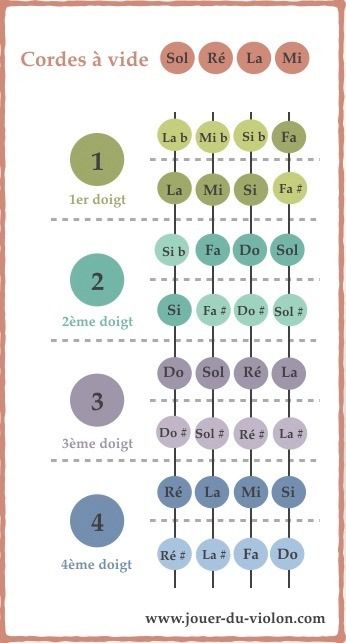 Cordes à vide Sol Ré La Mi
La b Mi b Si b Fa
1
1er doigt
La Mi Si Fa #
Si b Fa Do Sol
2
2ème doigt
Si Fa # Do # Sol #
Do Sol Ré La
3
3ème doigt
Do # Sol # Ré # La #
Ré La Mi Si
4
4ème doigt
Ré # La # Fa Do
www.jouer-du-violon.com